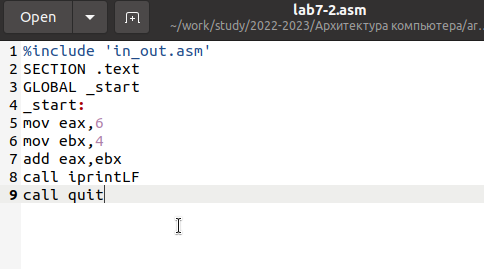 Open
lab7-2.asm
~/work/study/2022-2023/Архитектура компьютера/ar…
1 %include 'in_out.asm'
2 SECTION .text
3 GLOBAL _start
4 _start:
5 mov eax,6
6 mov ebx,4
7 add eax,ebx
8 call iprintLF
9 call quit